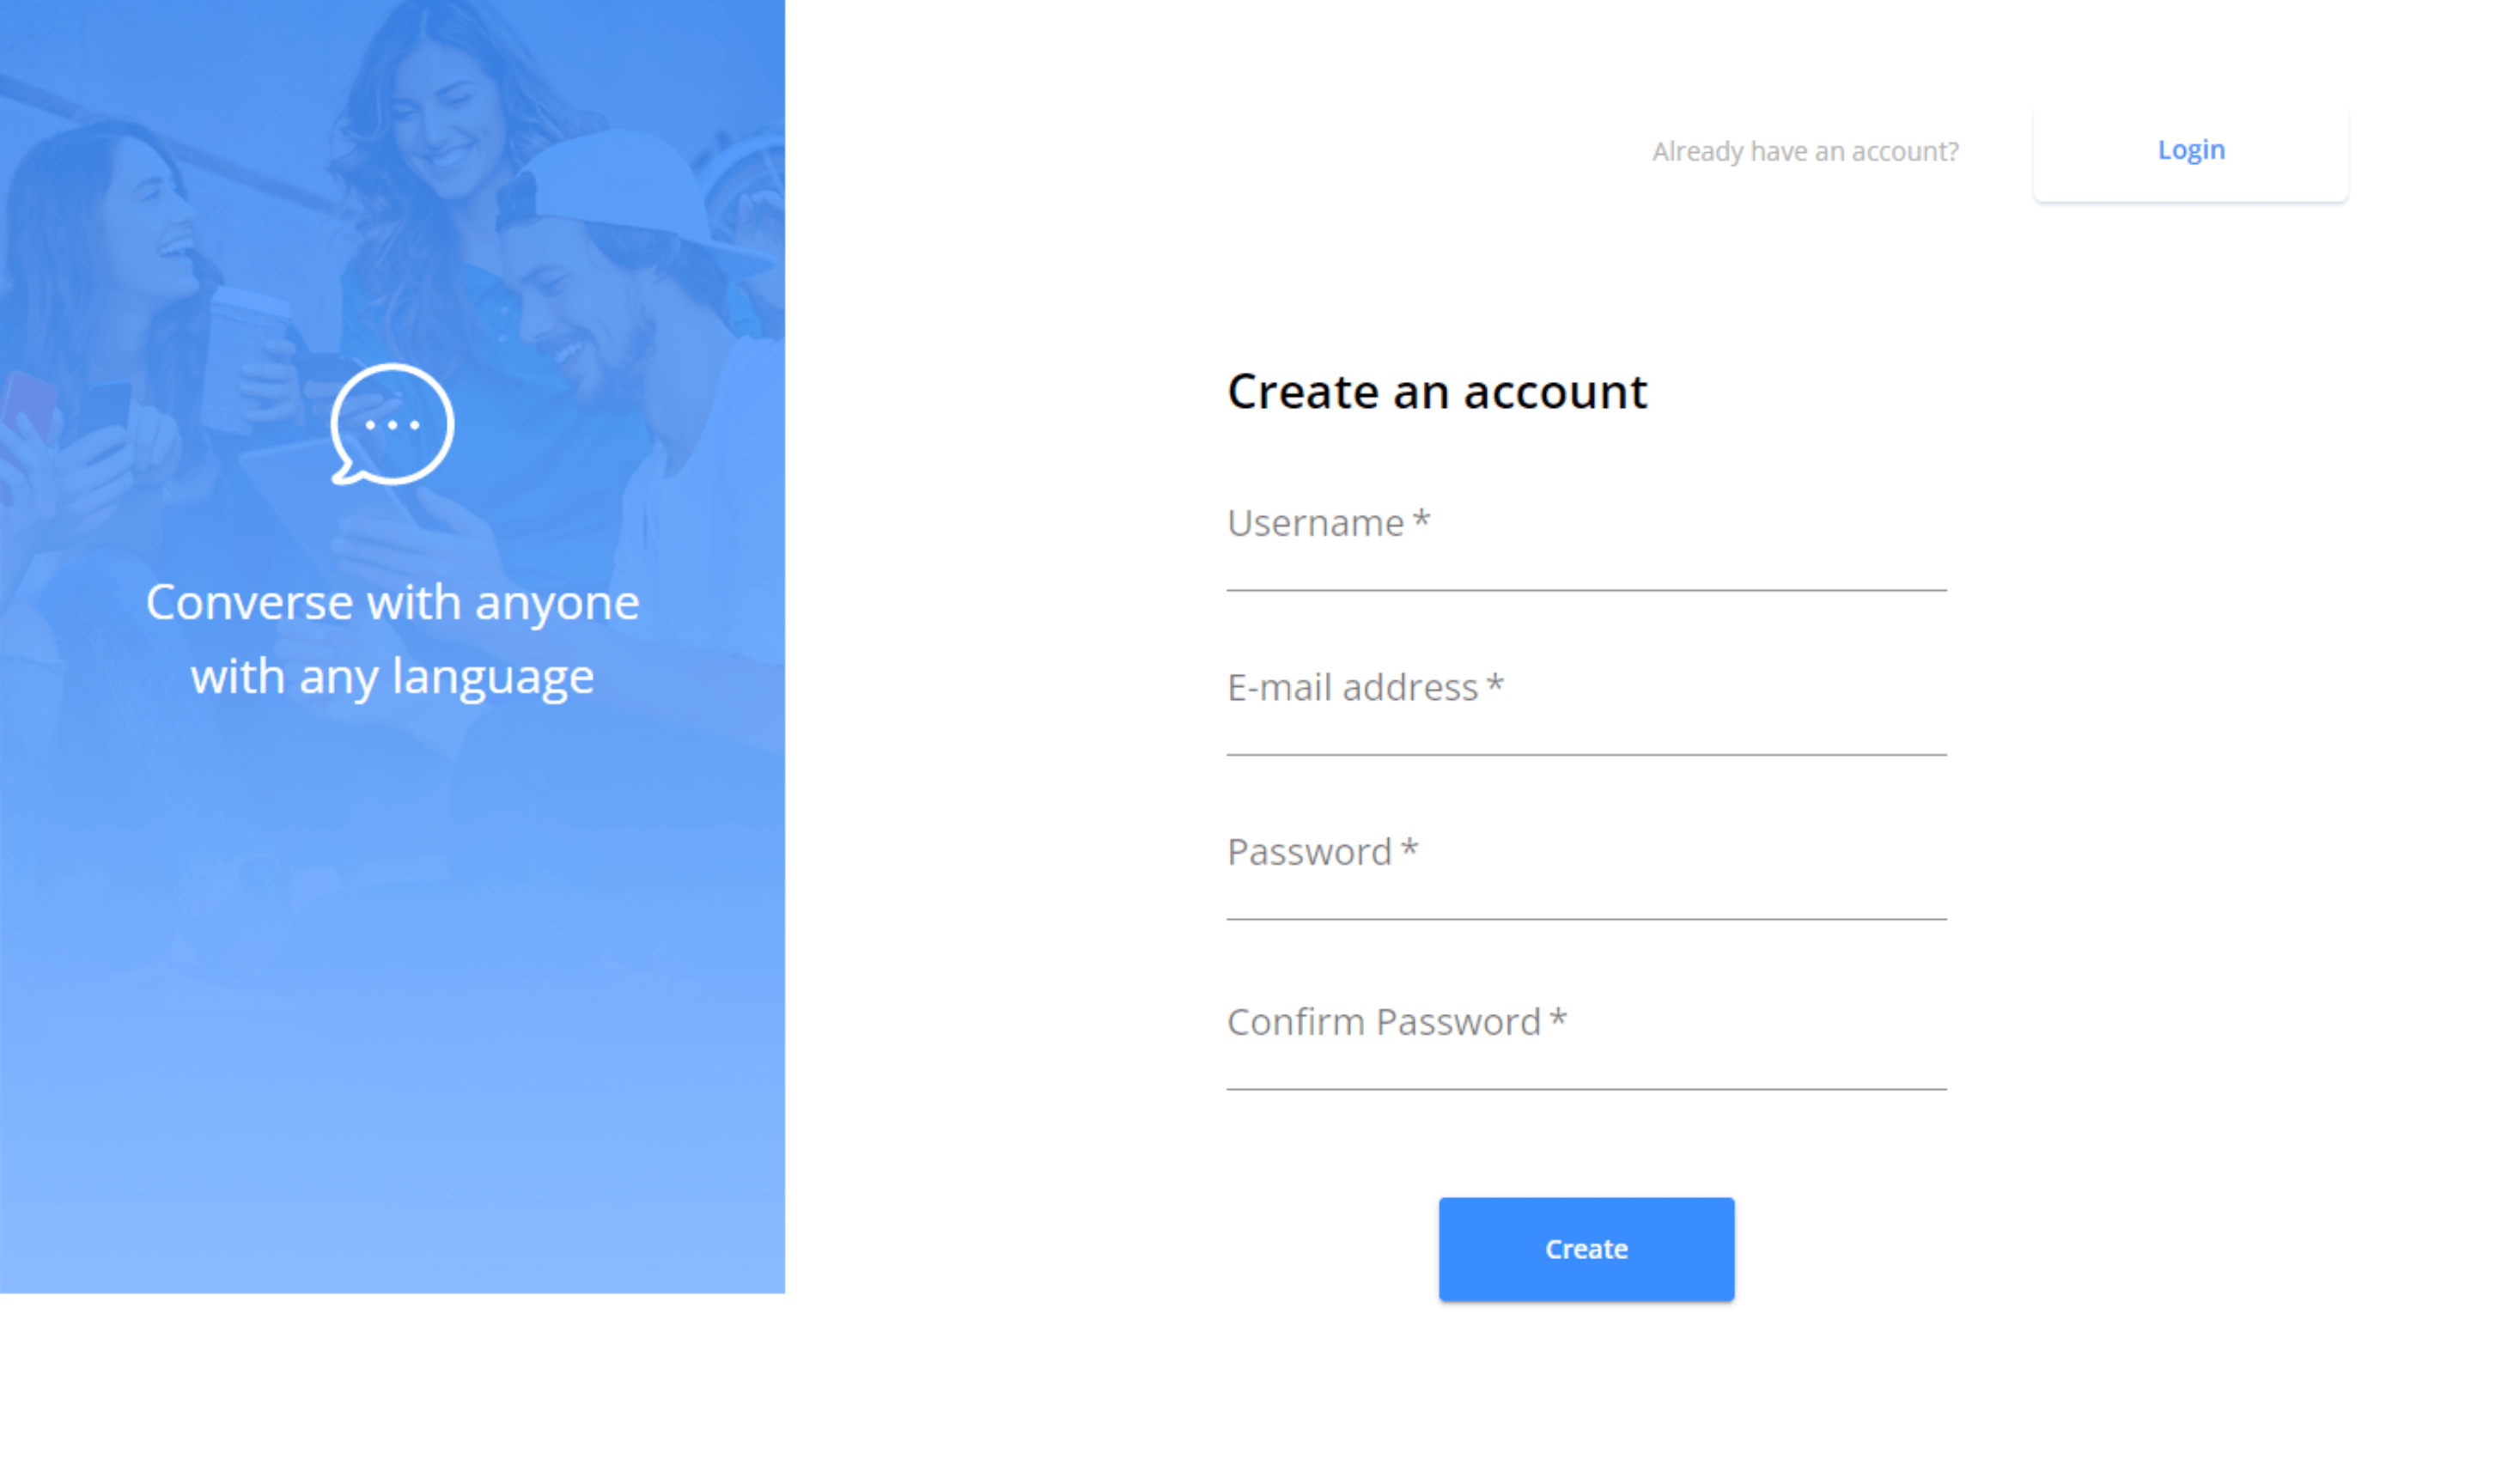 Converse with anyone
with any language
Already have an account?
Login
Create an account
Username *
E-mail address *
Password *
Confirm Password *
Create